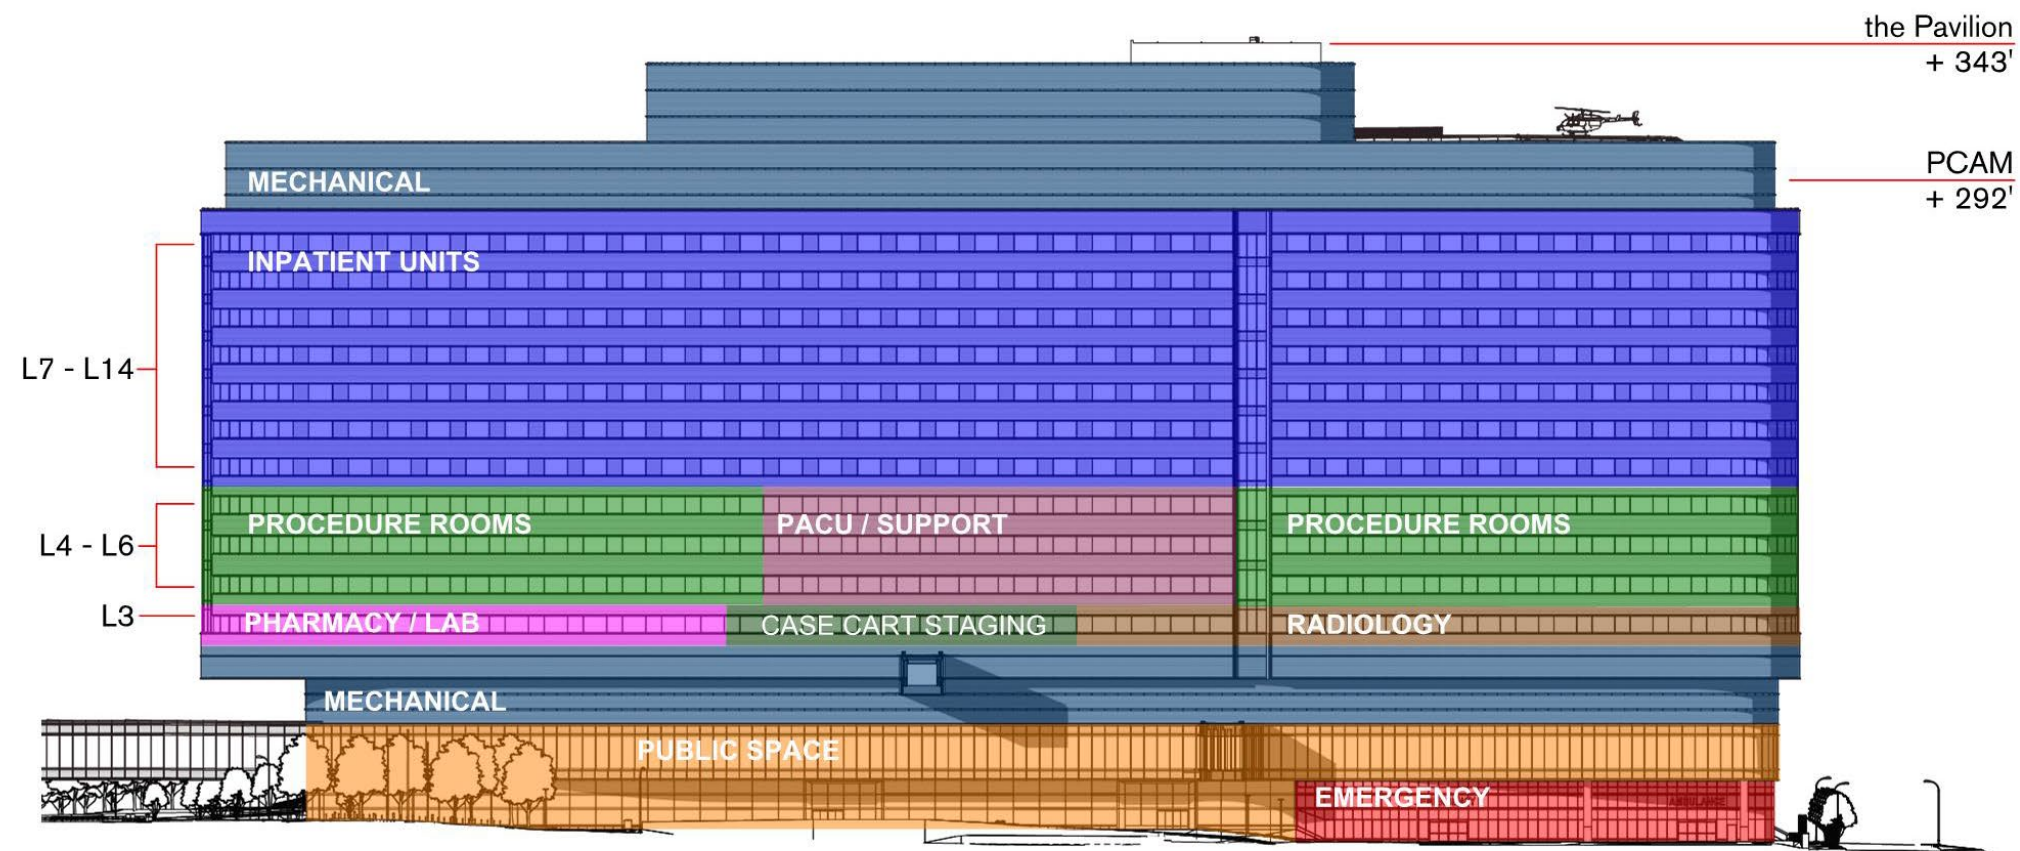 the Pavilion
+ 343'
PCAM
+ 292'
MECHANICAL
INPATIENT UNITS
L7 - L14
PROCEDURE ROOMS
PACU / SUPPORT
PROCEDURE ROOMS
L4 - L6
L3
PHARMACY / LAB
CASE CART STAGING
RADIOLOGY
MECHANICAL
PUBLIC SPACE
EMERGENCY
AMBULANCE